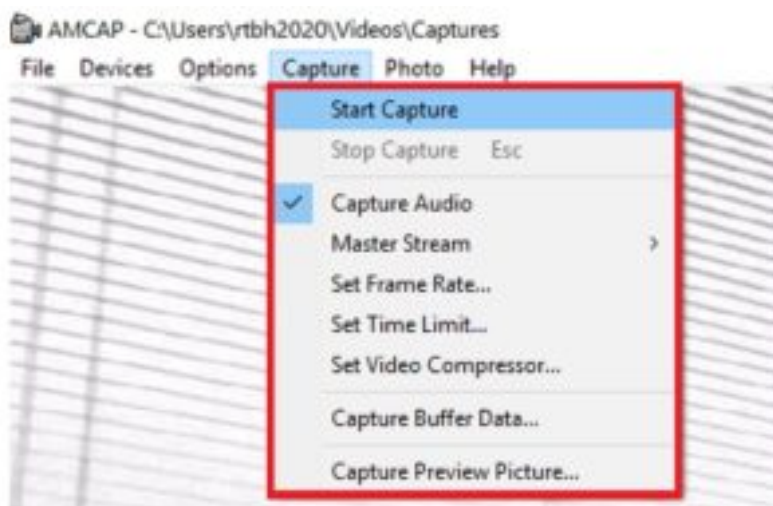 AMCAP - C:\Users\rtbh2020\Videos\Captures
File Devices Options Capture Photo Help
Start Capture
Stop Capture Esc
Capture Audio
Master Stream
Set Frame Rate...
Set Time Limit...
Set Video Compressor...
Capture Buffer Data...
Capture Preview Picture...